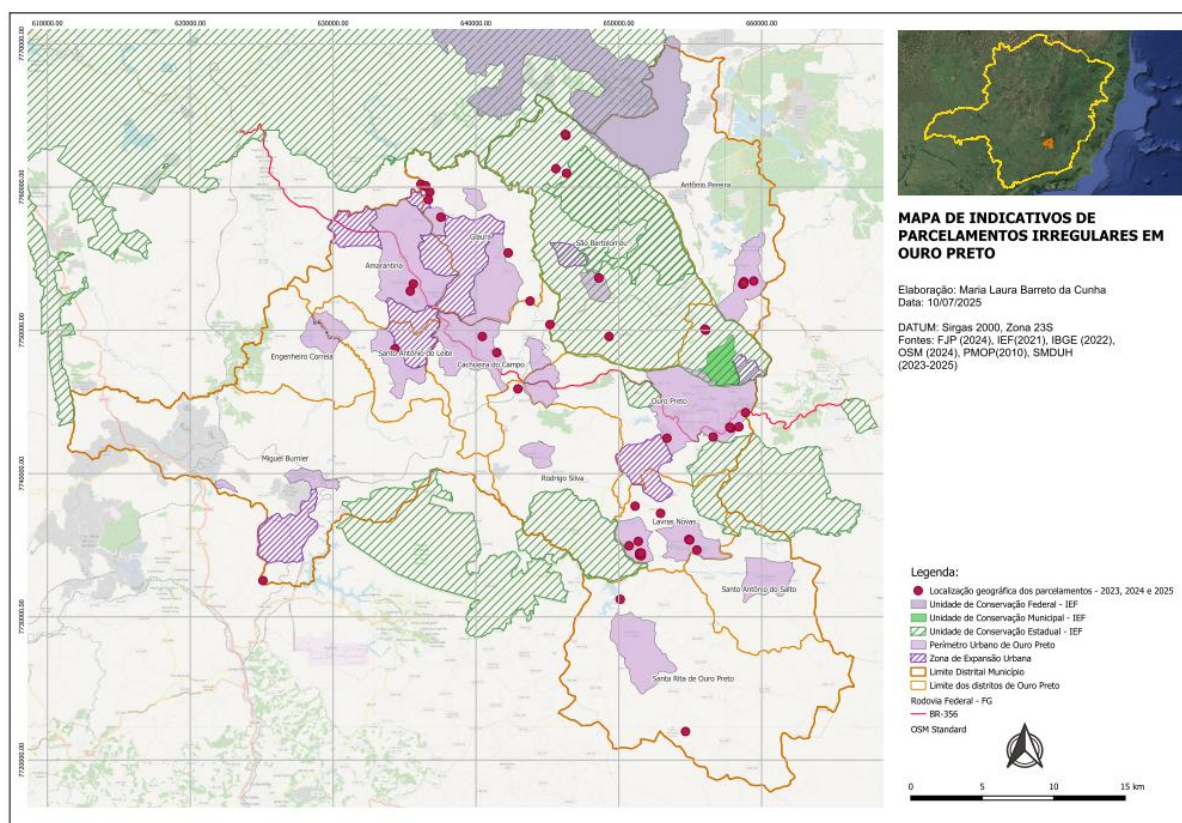 610000.00 620000.00 630000.00 640000.00 650000.00 660000.00
7770000.00
7760000.00
7750000.00
7740000.00
7730000.00
7720000.00
Antônio Pereira
Glaura
São Bartolomeu
Amarantina
Engenheiro Correia
Santo Antônio do Leite
Cachoeira do Campo
Ouro Preto
Miguel Burnier
Rodrigo Silva
Lavras Novas
Santo Antônio do Salto
Santa Rita de Ouro Preto
MAPA DE INDICATIVOS DE
PARCELAMENTOS IRREGULARES EM
OURO PRETO
Elaboração: Maria Laura Barreto da Cunha
Data: 10/07/2025
DATUM: Sirgas 2000, Zona 23S
Fontes: FJP (2024), IEF(2021), IBGE (2022),
OSM (2024), PMOP(2010), SMDUH
(2023-2025)
Legenda:
Localização geográfica dos parcelamentos - 2023, 2024 e 2025
Unidade de Conservação Federal - IEF
Unidade de Conservação Municipal - IEF
Unidade de Conservação Estadual - IEF
Perímetro Urbano de Ouro Preto
Zona de Expansão Urbana
Limite Distrital Município
Limite dos distritos de Ouro Preto
Rodovia Federal - FG
BR-356
OSM Standard
0 5 10 15 km